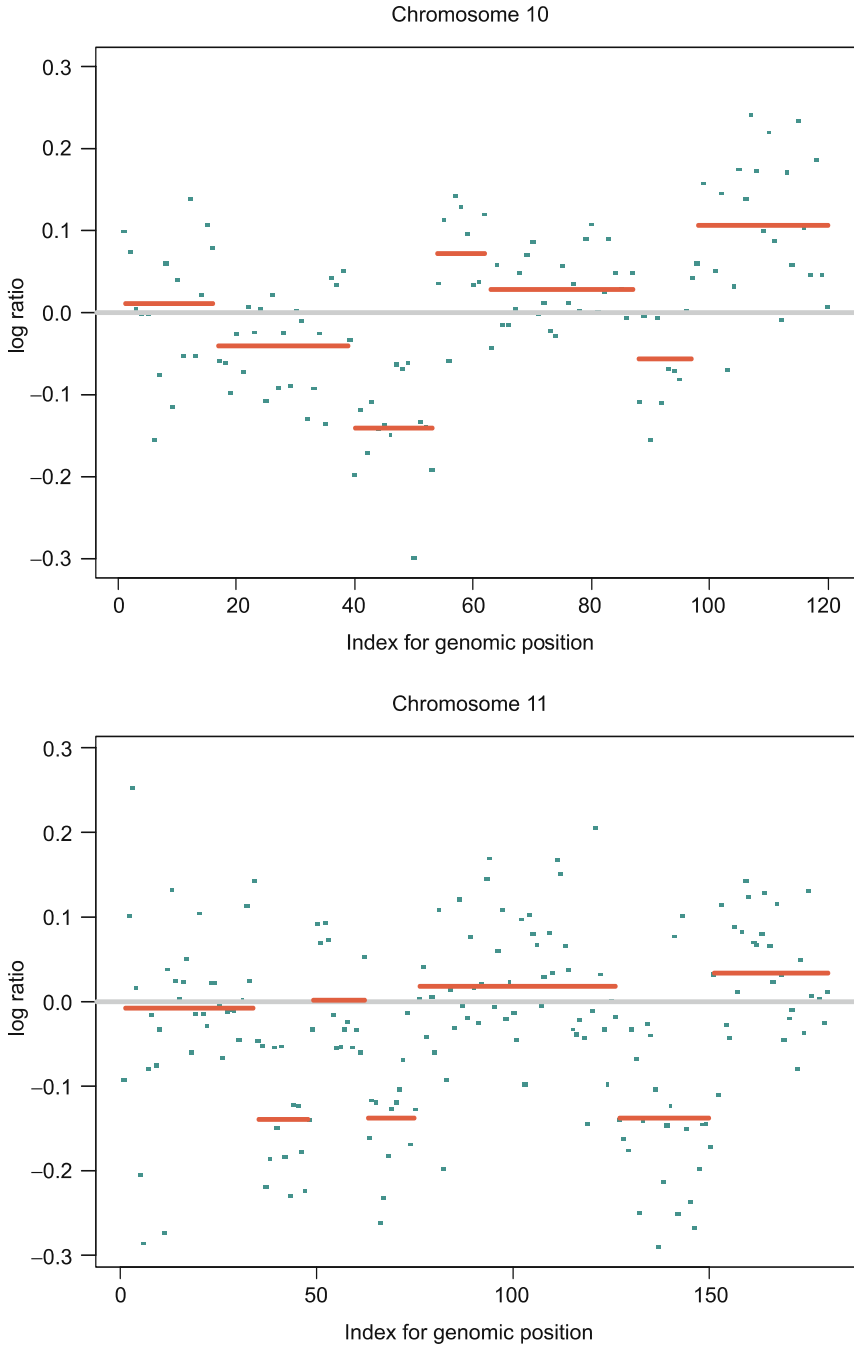 Chromosome 10
0.3
0.2
0.1
0.0
−0.1
−0.2
−0.3
log ratio
0 20 40 60 80 100 120
Index for genomic position
Chromosome 11
0.3
0.2
0.1
0.0
−0.1
−0.2
−0.3
log ratio
0 50 100 150
Index for genomic position